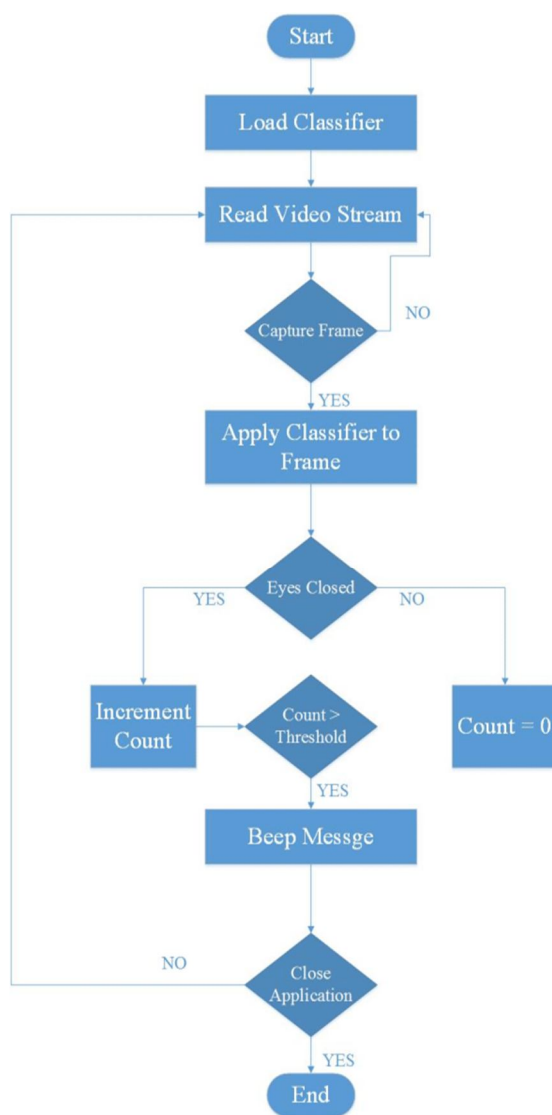 Start
Load Classifier
Read Video Stream
Capture Frame
NO
YES
Apply Classifier to
Frame
Eyes Closed
YES
NO
Increment
Count
Count >
Threshold
Count = 0
YES
Beep Messge
Close
Application
NO
YES
End